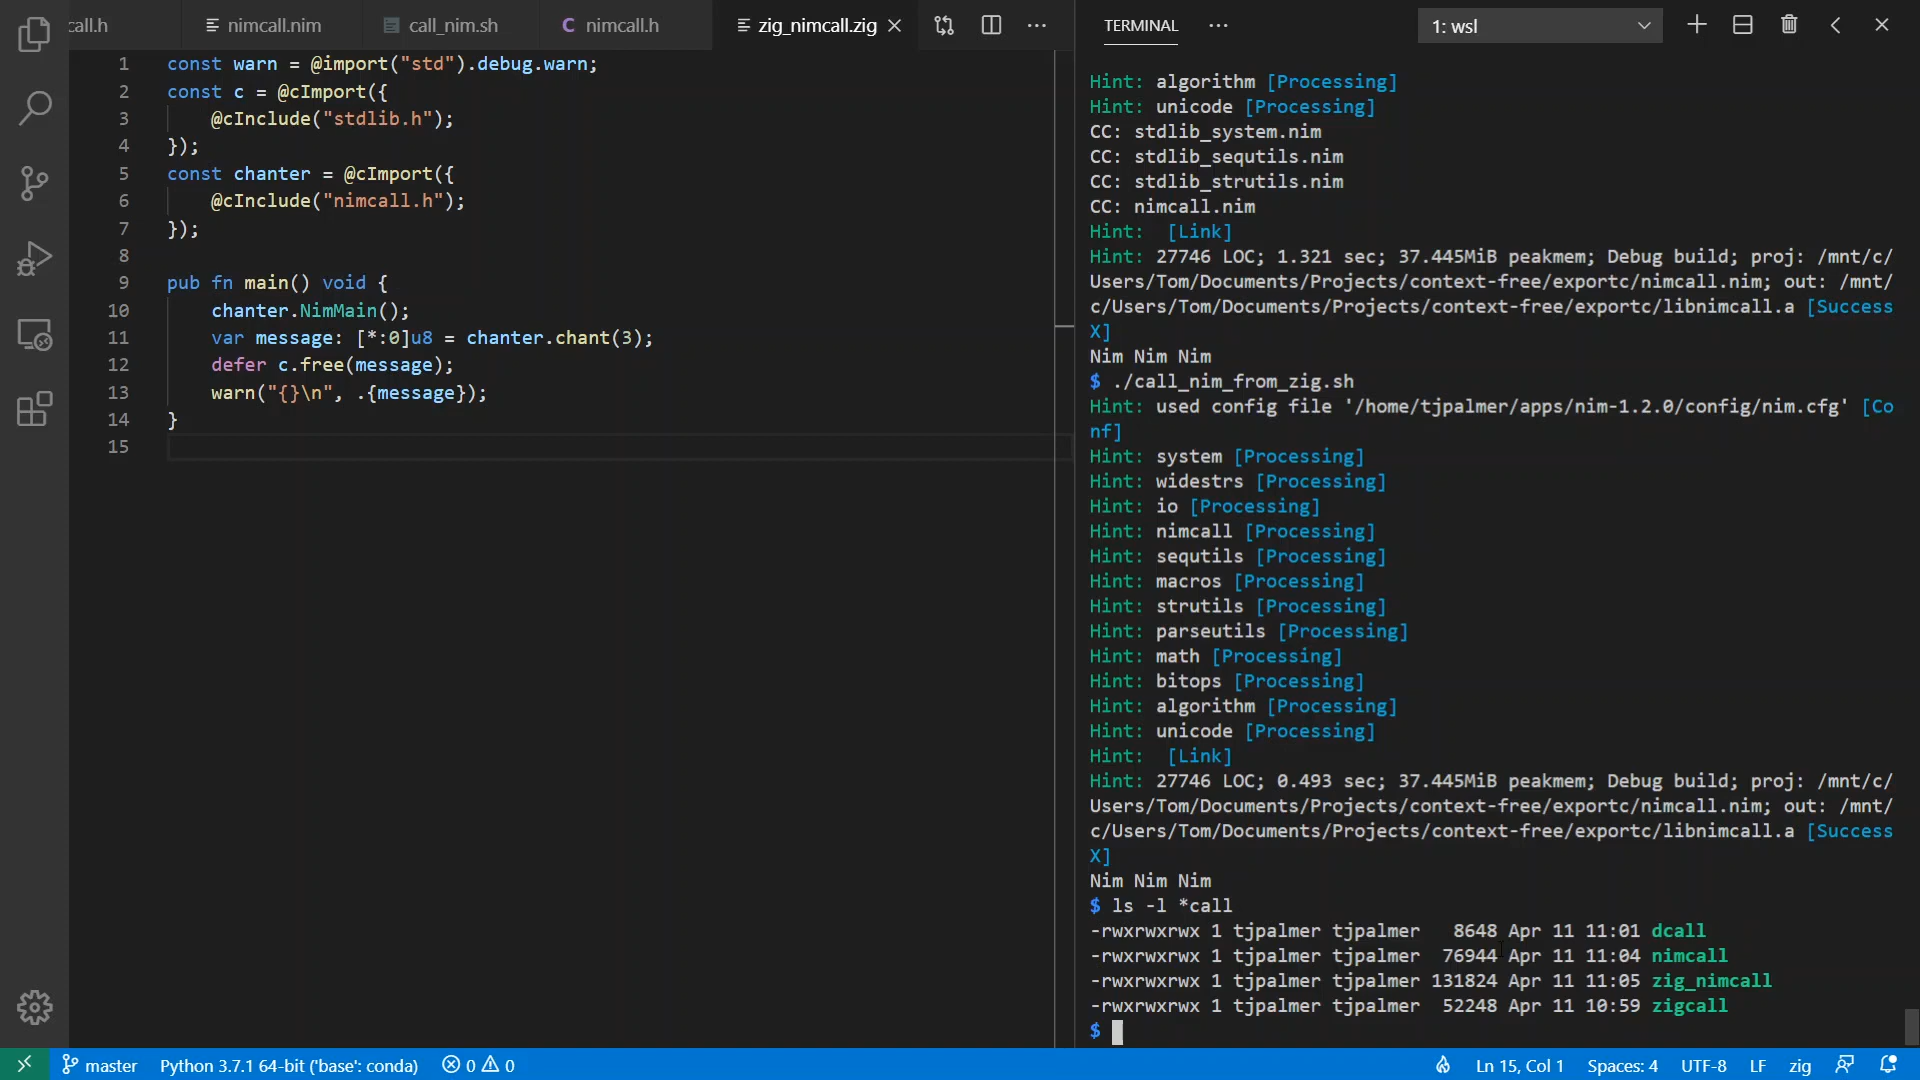 call.h
nimcall.nim
call_nim.sh
C nimcall.h
zig_nimcall.zig
TERMINAL
1: wsl
1 const warn = @import("std").debug.warn;
2 const c = @cImport({
3 @cInclude("stdlib.h");
4 });
5 const chanter = @cImport({
6 @cInclude("nimcall.h");
7 });
8
9 pub fn main() void {
10 chanter.NimMain();
11 var message: [*:0]u8 = chanter.chant(3);
12 defer c.free(message);
13 warn("{}\n", .{message});
14 }
15
Hint: algorithm [Processing]
Hint: unicode [Processing]
CC: stdlib_system.nim
CC: stdlib_sequtils.nim
CC: stdlib_strutils.nim
CC: nimcall.nim
Hint:  [Link]
Hint: 27746 LOC; 1.321 sec; 37.445MiB peakmem; Debug build; proj: /mnt/c/
Users/Tom/Documents/Projects/context-free/exportc/nimcall.nim; out: /mnt/
c/Users/Tom/Documents/Projects/context-free/exportc/libnimcall.a [Success
X]
Nim Nim Nim
$ ./call_nim_from_zig.sh
Hint: used config file '/home/tjpalmer/apps/nim-1.2.0/config/nim.cfg' [Co
nf]
Hint: system [Processing]
Hint: widestrs [Processing]
Hint: io [Processing]
Hint: nimcall [Processing]
Hint: sequtils [Processing]
Hint: macros [Processing]
Hint: strutils [Processing]
Hint: parseutils [Processing]
Hint: math [Processing]
Hint: bitops [Processing]
Hint: algorithm [Processing]
Hint: unicode [Processing]
Hint:  [Link]
Hint: 27746 LOC; 0.493 sec; 37.445MiB peakmem; Debug build; proj: /mnt/c/
Users/Tom/Documents/Projects/context-free/exportc/nimcall.nim; out: /mnt/
c/Users/Tom/Documents/Projects/context-free/exportc/libnimcall.a [Success
X]
Nim Nim Nim
$ ls -l *call
-rwxrwxrwx 1 tjpalmer tjpalmer   8648 Apr 11 11:01 dcall
-rwxrwxrwx 1 tjpalmer tjpalmer  76944 Apr 11 11:04 nimcall
-rwxrwxrwx 1 tjpalmer tjpalmer 131824 Apr 11 11:05 zig_nimcall
-rwxrwxrwx 1 tjpalmer tjpalmer  52248 Apr 11 10:59 zigcall
$
master
Python 3.7.1 64-bit ('base': conda)
0
0
Ln 15, Col 1
Spaces: 4
UTF-8
LF
zig